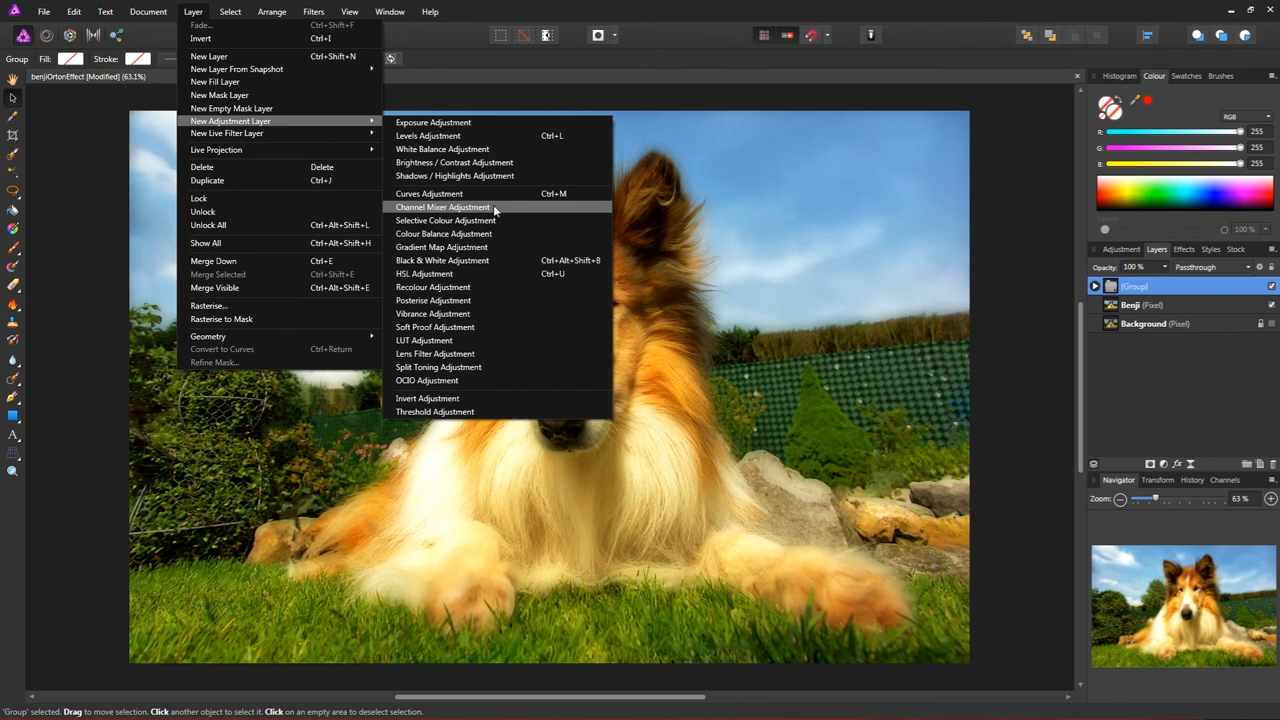 File Edit Text Document Layer Select Arrange Filters View Window Help
Group Fill: Stroke:
benjiOrtonEffect [Modified] (63.1%)
Fade... Ctrl+Shift+F
Invert Ctrl+I
New Layer Ctrl+Shift+N
New Layer From Snapshot
New Fill Layer
New Mask Layer
New Empty Mask Layer
New Adjustment Layer
New Live Filter Layer
Live Projection
Delete Delete
Duplicate Ctrl+J
Lock
Unlock
Unlock All Ctrl+Alt+Shift+L
Show All Ctrl+Alt+Shift+H
Merge Down Ctrl+E
Merge Selected Ctrl+Shift+E
Merge Visible Ctrl+Alt+Shift+E
Rasterise...
Rasterise to Mask
Geometry
Convert to Curves Ctrl+Return
Refine Mask...
Exposure Adjustment
Levels Adjustment Ctrl+L
White Balance Adjustment
Brightness / Contrast Adjustment
Shadows / Highlights Adjustment
Curves Adjustment Ctrl+M
Channel Mixer Adjustment
Selective Colour Adjustment
Colour Balance Adjustment
Gradient Map Adjustment
Black & White Adjustment Ctrl+Alt+Shift+B
HSL Adjustment Ctrl+U
Recolour Adjustment
Posterise Adjustment
Vibrance Adjustment
Soft Proof Adjustment
LUT Adjustment
Lens Filter Adjustment
Split Toning Adjustment
OCIO Adjustment
Invert Adjustment
Threshold Adjustment
Histogram Colour Swatches Brushes
RGB
R: 255
G: 255
B: 255
Opacity
100 %
Adjustment Layers Effects Styles Stock
Opacity: 100 % Passthrough
(Group)
Benji (Pixel)
Background (Pixel)
Navigator Transform History Channels
Zoom: 63 %
'Group' selected. Drag to move selection. Click another object to select it. Click on an empty area to deselect selection.